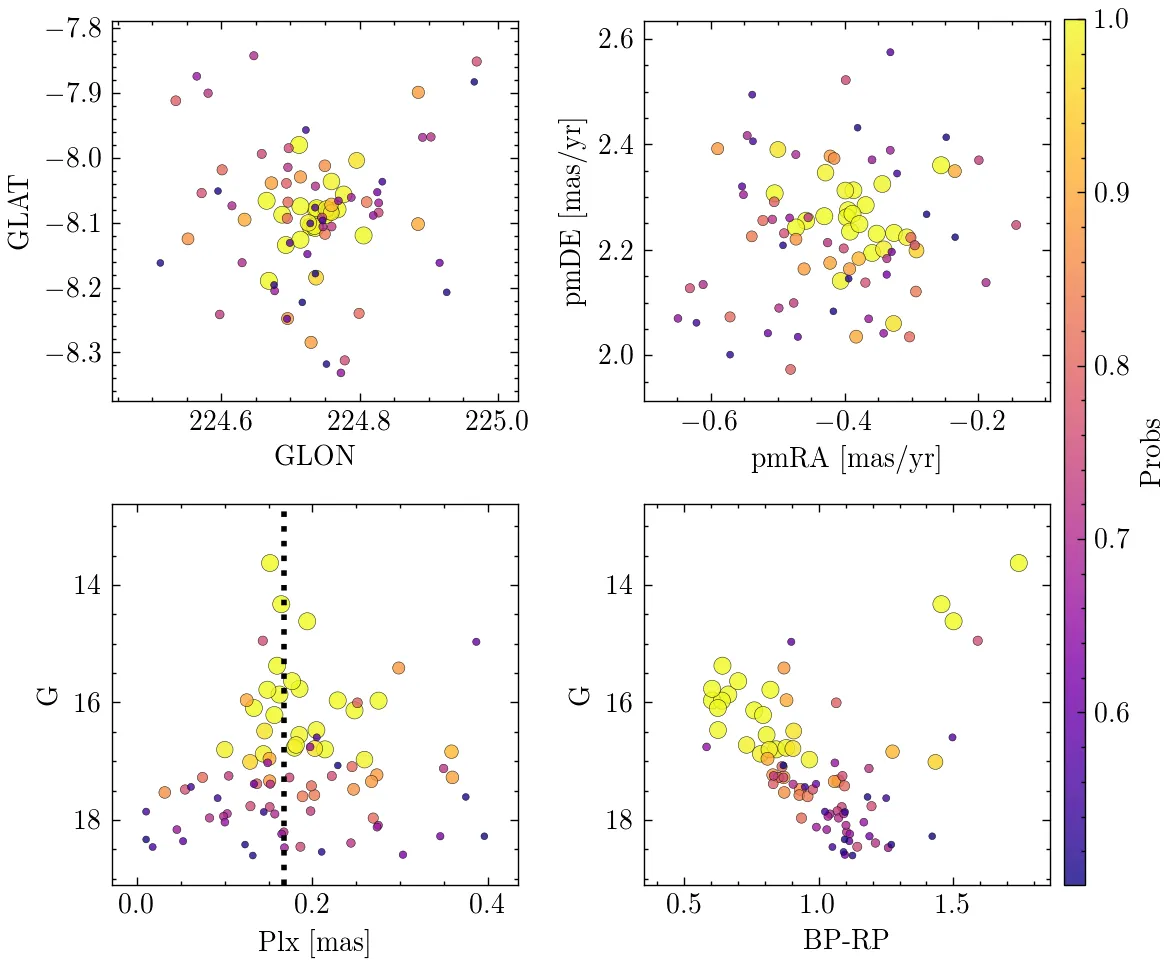 −7.8
−7.9
−8.0
−8.1
−8.2
−8.3
GLAT
224.6 224.8 225.0
GLON
2.6
2.4
2.2
2.0
pmDE [mas/yr]
−0.6 −0.4 −0.2
pmRA [mas/yr]
14
16
18
G
0.0 0.2 0.4
Plx [mas]
14
16
18
G
0.5 1.0 1.5
BP-RP
1.0
0.9
0.8
0.7
0.6
Probs